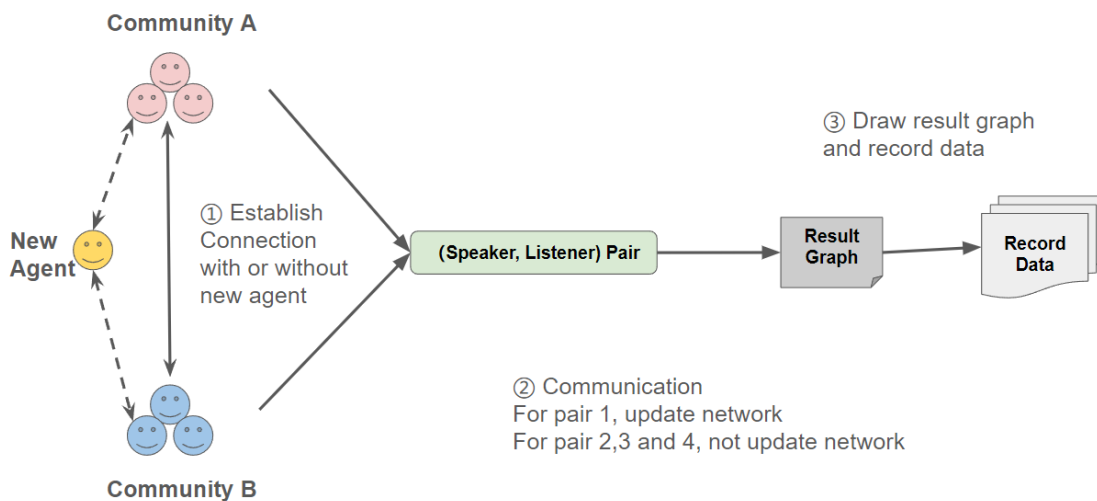 Community A
③ Draw result graph
and record data
① Establish
Connection
with or without
new agent
New
Agent
(Speaker, Listener) Pair
Result
Graph
Record
Data
② Communication
For pair 1, update network
For pair 2,3 and 4, not update network
Community B